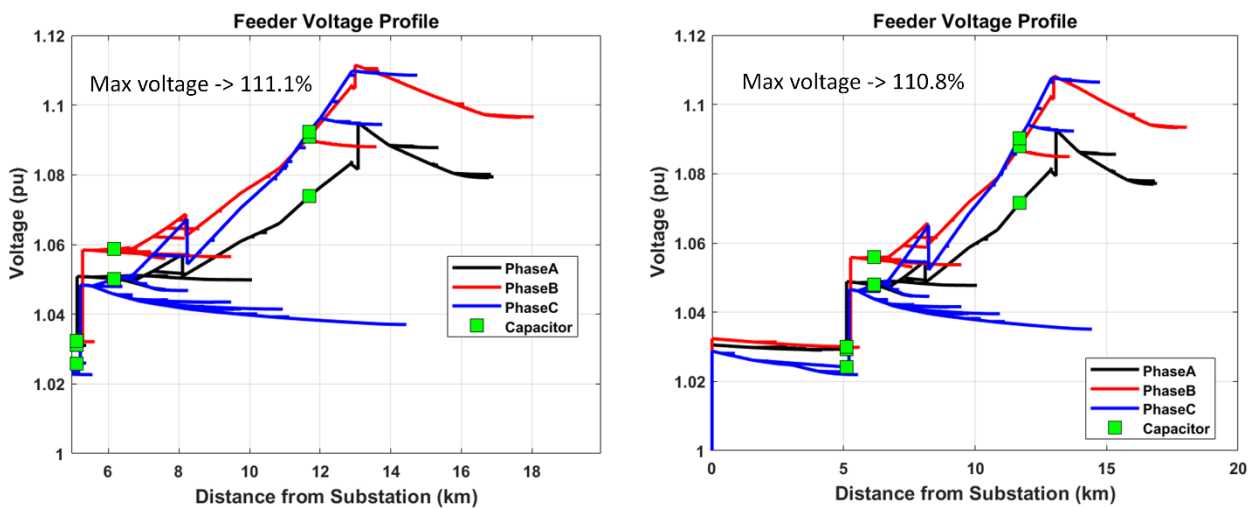 Feeder Voltage Profile
Max voltage -> 111.1%
1.12
1.1
1.08
1.06
1.04
1.02
1
Voltage (pu)
6
8
10
12
14
16
18
Distance from Substation (km)
PhaseA
PhaseB
PhaseC
Capacitor
Feeder Voltage Profile
Max voltage -> 110.8%
1.12
1.1
1.08
1.06
1.04
1.02
1
Voltage (pu)
0
5
10
15
20
Distance from Substation (km)
PhaseA
PhaseB
PhaseC
Capacitor